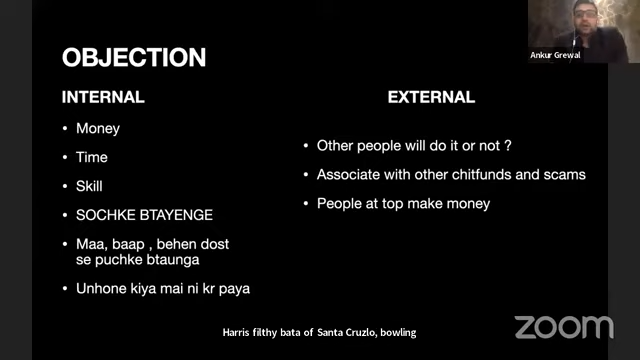 Ankur Grewal
OBJECTION
INTERNAL
• Money
• Time
• Skill
• SOCHKE BTAYENGE
• Maa, baap , behen dost
se puchke btaunga
• Unhone kiya mai ni kr paya
EXTERNAL
• Other people will do it or not ?
• Associate with other chitfunds and scams
• People at top make money
Harris filthy bata of Santa Cruzlo, bowling
zoom